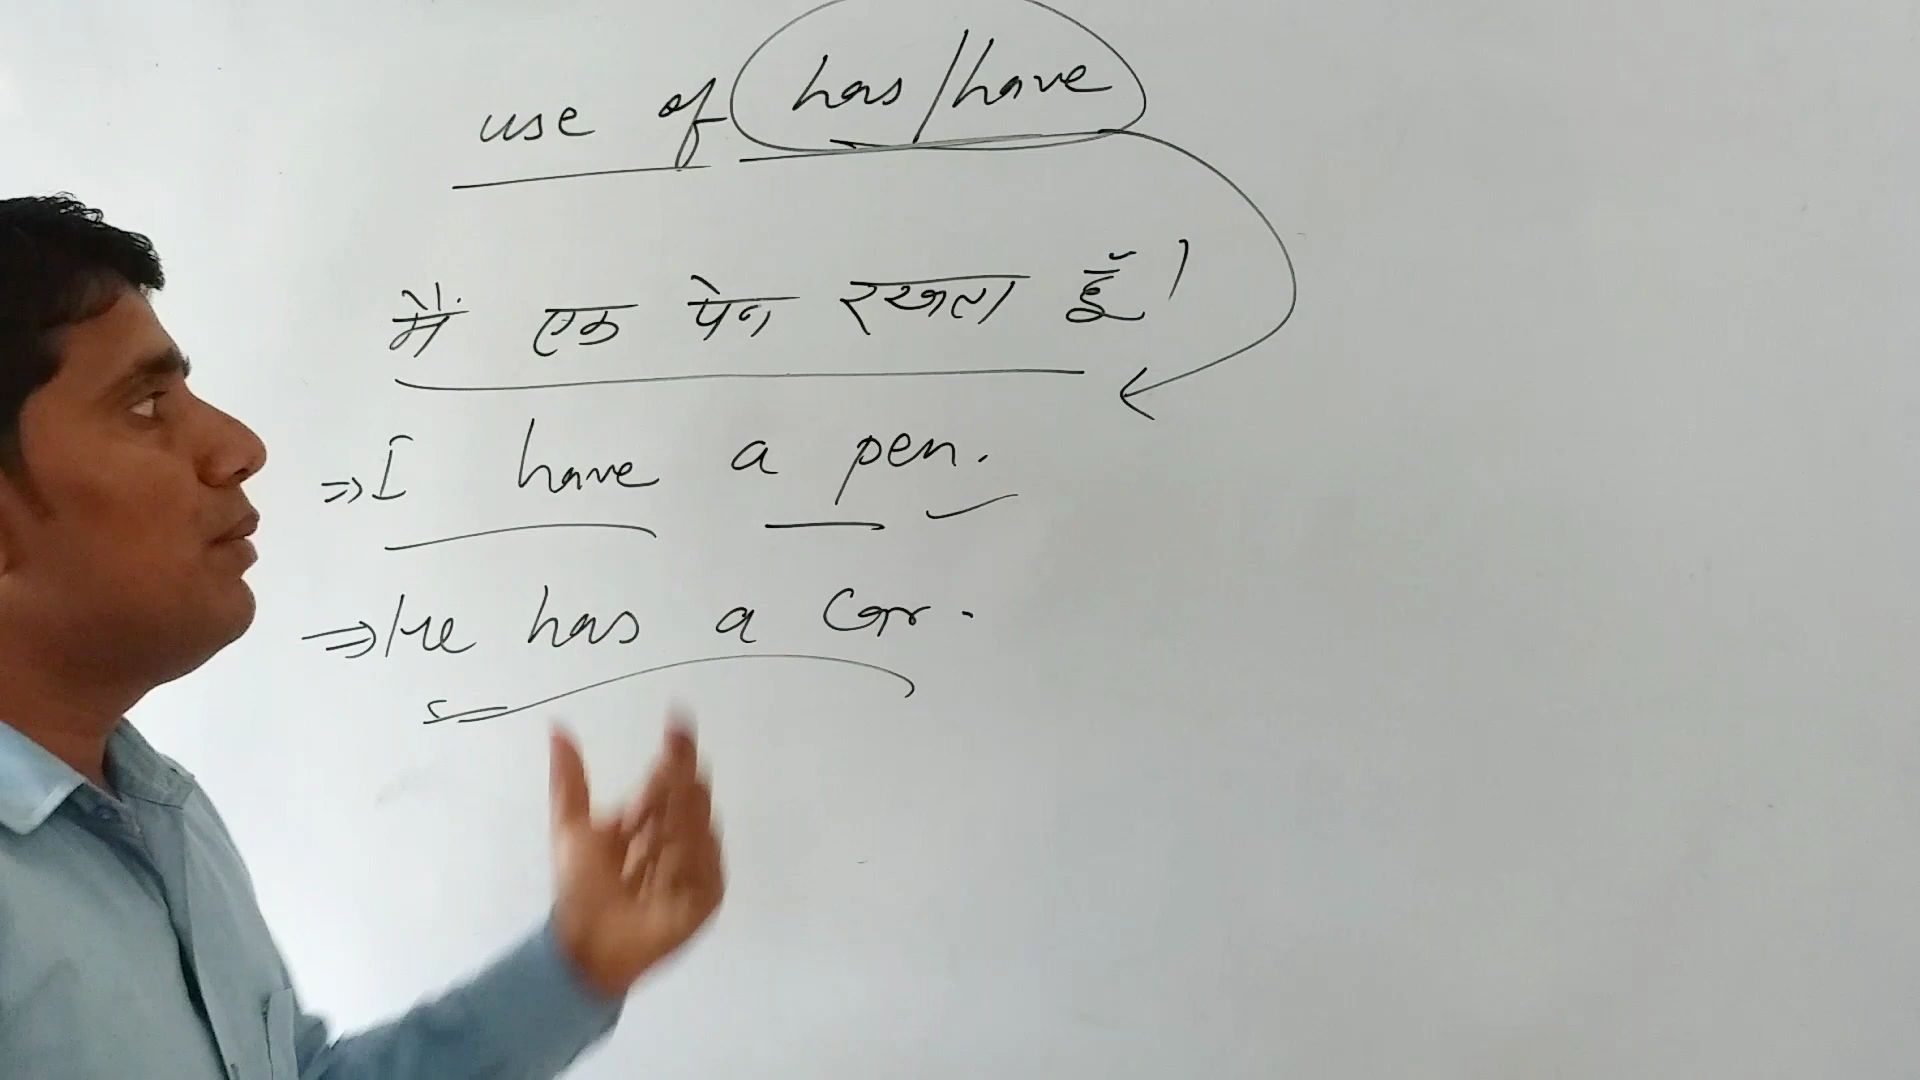 use of has/have
मैं एक पेन रखता हूँ।
⇒ I have a pen.
⇒ He has a Car.